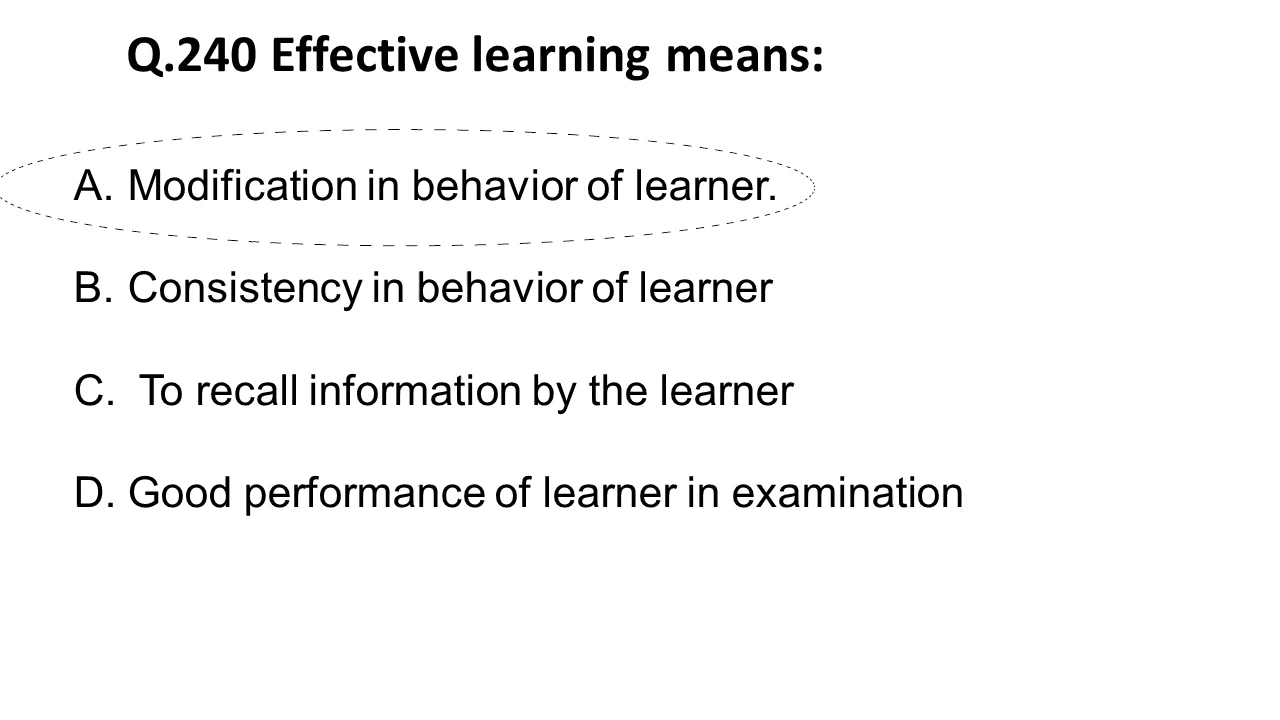 Q.240 Effective learning means:
A. Modification in behavior of learner.
B. Consistency in behavior of learner
C. To recall information by the learner
D. Good performance of learner in examination